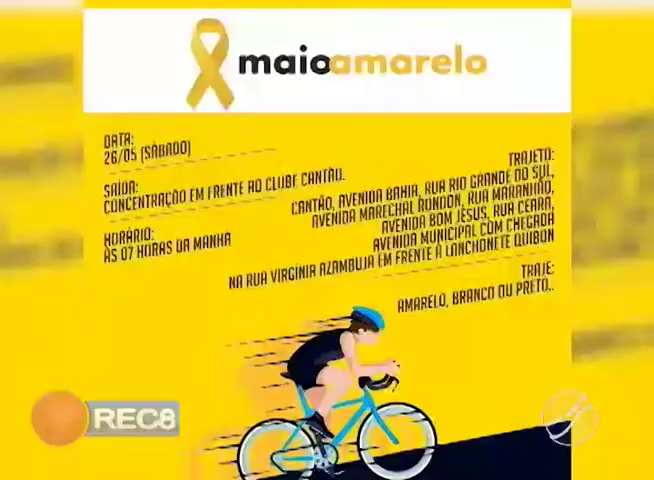 maioamarelo
DATA:
26/05 (SÁBADO)
SAÍDA:
CONCENTRAÇÃO EM FRENTE AO CLUBE CANTÃO.
HORÁRIO:
ÀS 07 HORAS DA MANHA
TRAJETO:
CANTÃO, AVENIDA BAHIA, RUA RIO GRANDE DO SUL,
AVENIDA MARECHAL RONDON, RUA MARANHÃO,
AVENIDA BOM JESUS, RUA CEARA,
AVENIDA MUNICIPAL COM CHEGADA
NA RUA VIRGÍNIA AZAMBUJA EM FRENTE À LANCHONETE QUIBON
TRAJE:
AMARELO, BRANCO OU PRETO..
REC8